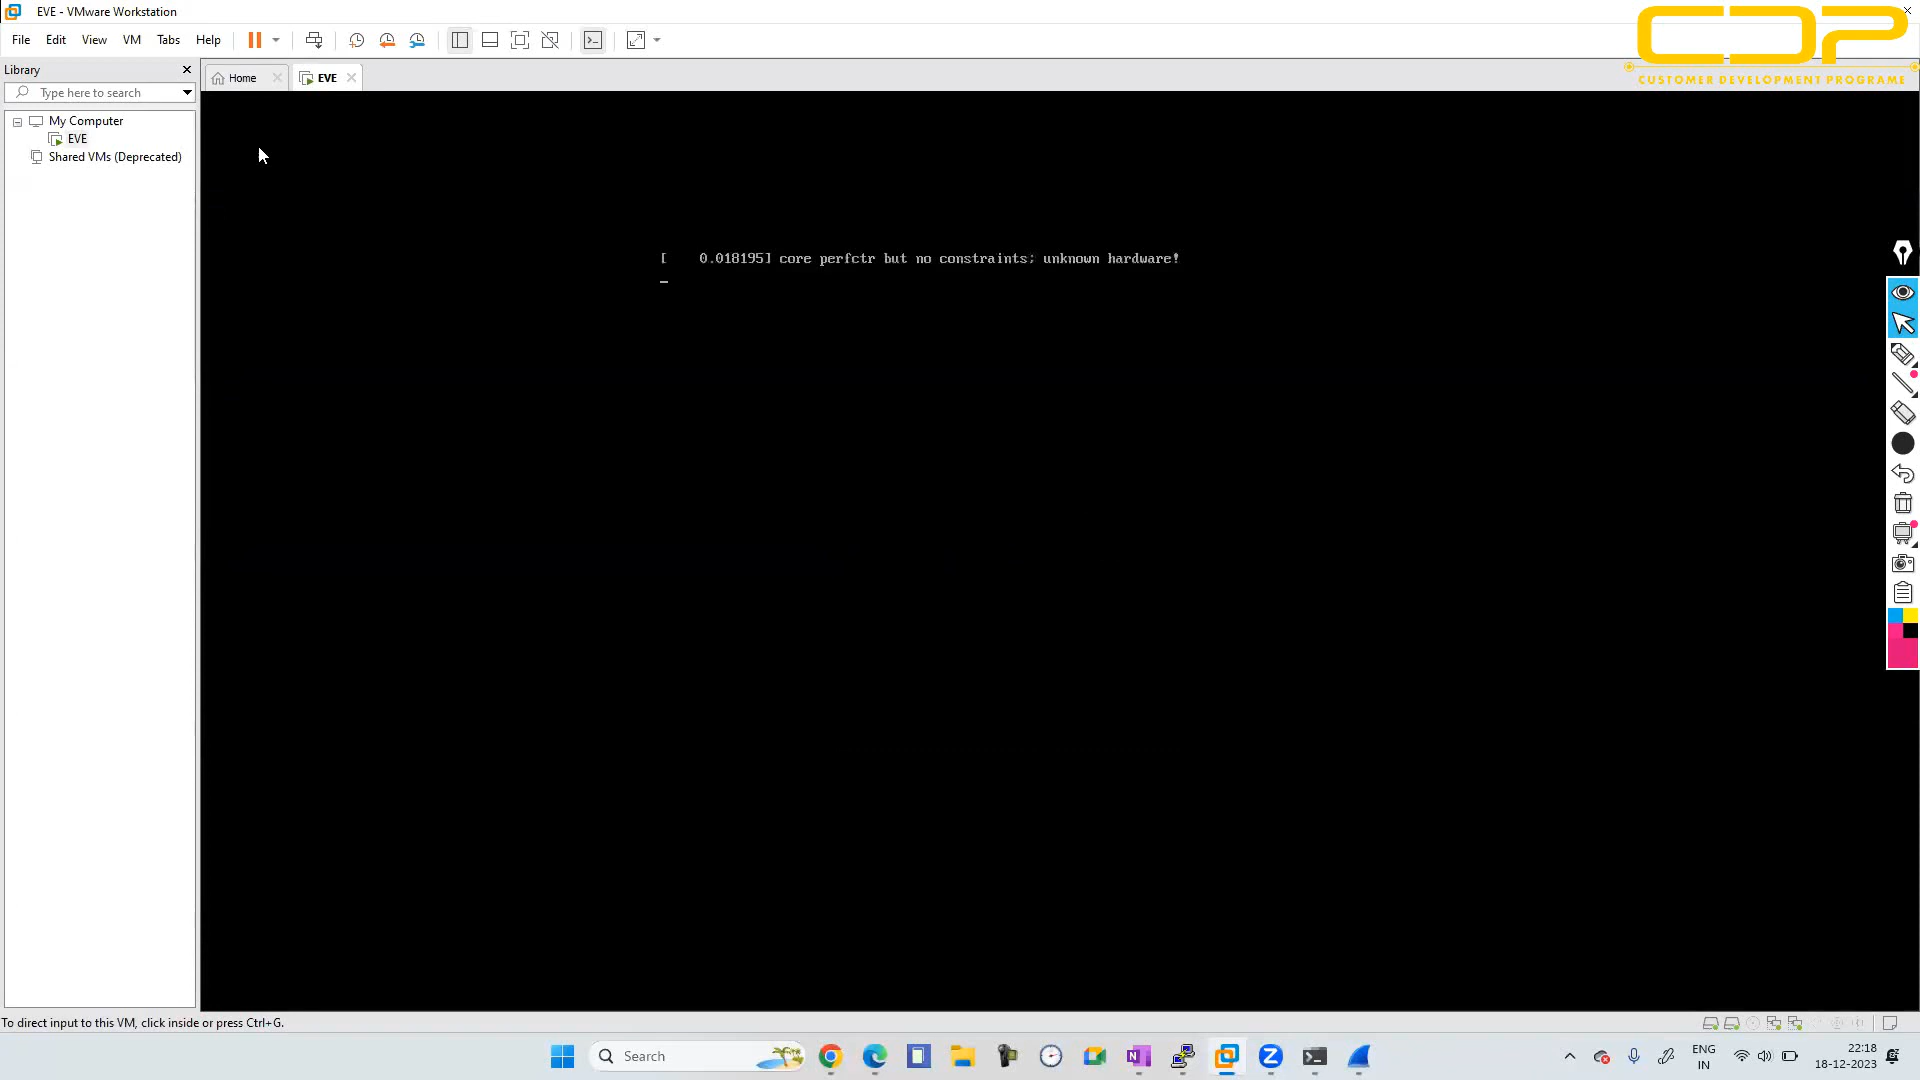 EVE - VMware Workstation
File Edit View VM Tabs Help
CDP
CUSTOMER DEVELOPMENT PROGRAME
Library
Home
EVE
Type here to search
My Computer
EVE
Shared VMs (Deprecated)
[    0.018195] core perfctr but no constraints; unknown hardware!
_
To direct input to this VM, click inside or press Ctrl+G.
Search
ENG
IN
22:18
18-12-2023